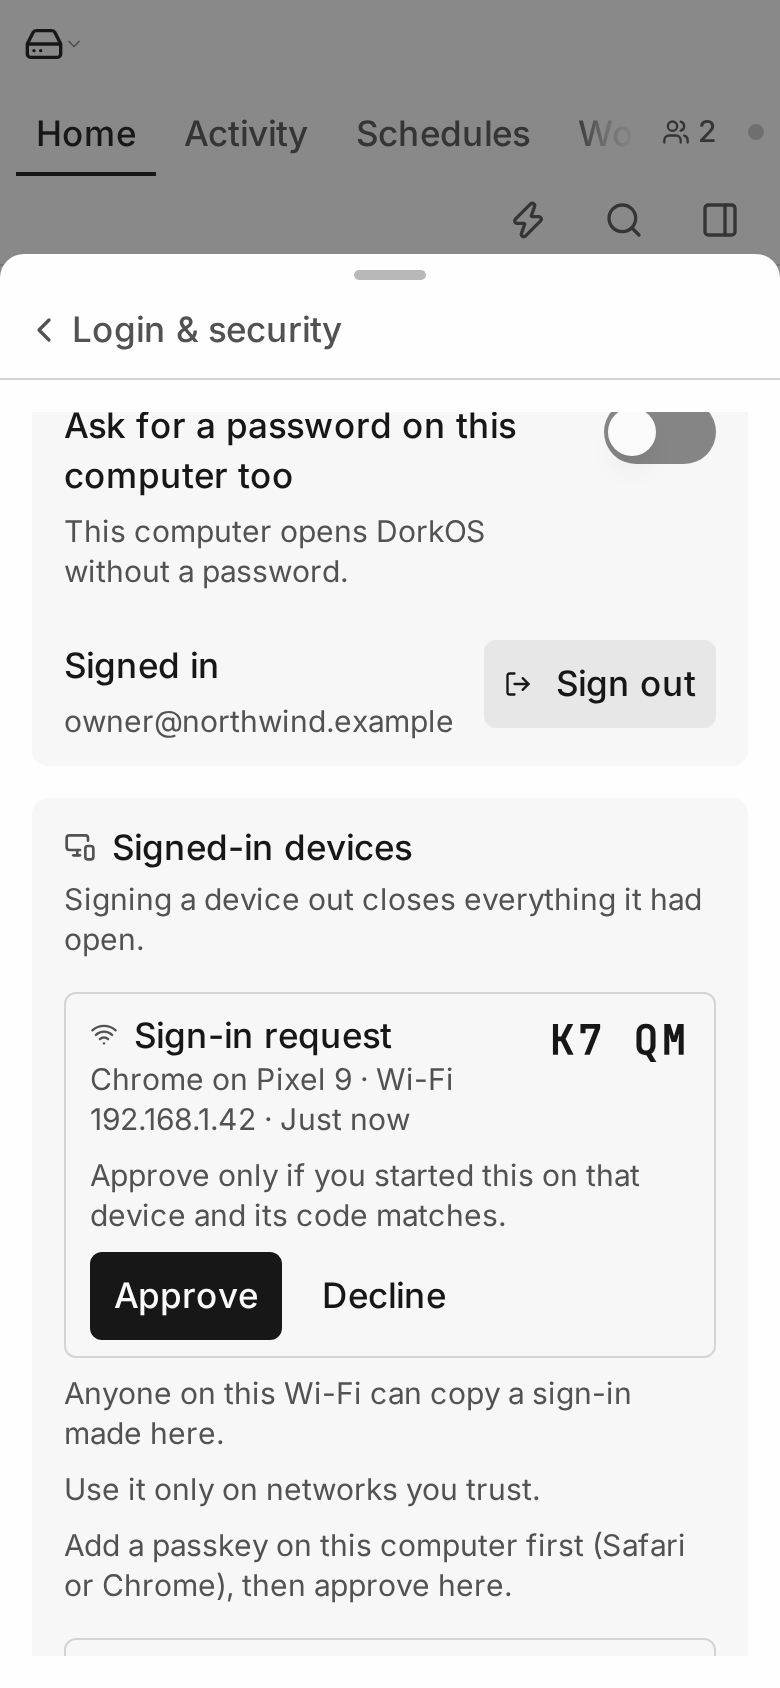 Home Activity Schedules Wo 2
Login & security
Ask for a password on this
computer too
This computer opens DorkOS
without a password.
Signed in
owner@northwind.example
Sign out
Signed-in devices
Signing a device out closes everything it had
open.
Sign-in request
K7 QM
Chrome on Pixel 9 · Wi-Fi
192.168.1.42 · Just now
Approve only if you started this on that
device and its code matches.
Approve Decline
Anyone on this Wi-Fi can copy a sign-in
made here.
Use it only on networks you trust.
Add a passkey on this computer first (Safari
or Chrome), then approve here.